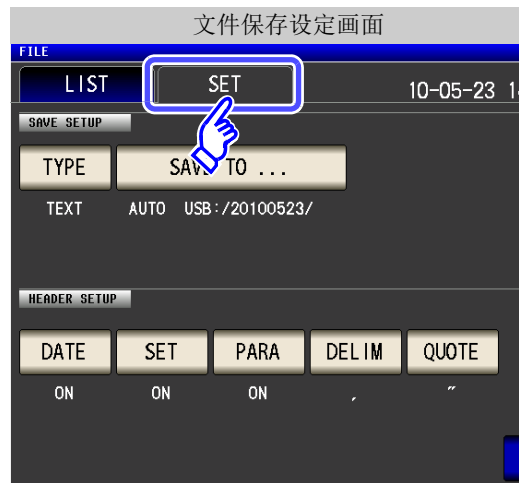 文件保存设定画面
FILE
LIST SET 10-05-23 1
SAVE SETUP
TYPE SAVE TO ...
TEXT AUTO USB:/20100523/
HEADER SETUP
DATE SET PARA DELIM QUOTE
ON ON ON , ″